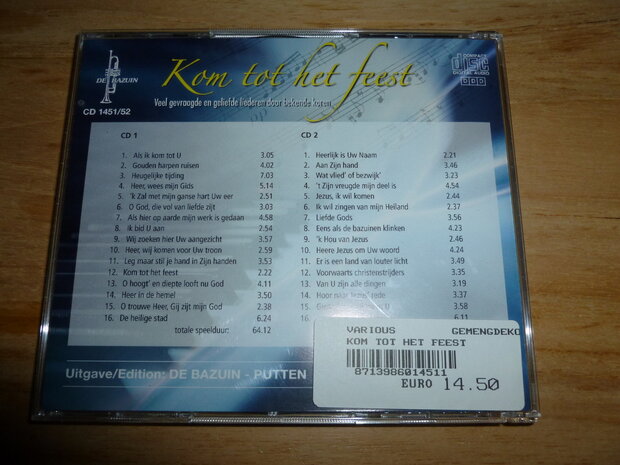 DE BAZUIN
CD 1451/52
Kom tot het feest
Veel gevraagde en geliefde liederen door bekende koren
COMPACT
disc
DIGITAL AUDIO
DDD
CD 1
1. Als ik kom tot U 3.05
2. Gouden harpen ruisen 4.02
3. Heugelijke tijding 7.03
4. Heer, wees mijn Gids 5.14
5. 'k Zal met mijn ganse hart Uw eer 2.51
6. O God, die vol van liefde zijt 3.03
7. Als hier op aarde mijn werk is gedaan 4.58
8. Ik bid U aan 2.54
9. Wij zoeken hier Uw aangezicht 3.57
10. Heer, wij komen voor Uw troon 2.59
11. Leg maar stil je hand in Zijn handen 3.53
12. Kom tot het feest 2.22
13. O hoogt' en diepte looft nu God 4.11
14. Heer in de hemel 3.50
15. O trouwe Heer, Gij zijt mijn God 2.38
16. De heilige stad 6.24
totale speelduur: 64.12
CD 2
1. Heerlijk is Uw Naam 2.21
2. Aan Zijn hand 3.46
3. Wat vlied' of bezwijk' 3.23
4. 't Zijn vreugde mijn deel is 4.54
5. Jezus, ik wil komen 2.44
6. Ik wil zingen van mijn Heiland 2.37
7. Liefde Gods 3.56
8. Eens als de bazuinen klinken 4.23
9. 'k Hou van Jezus 2.46
10. Heere Jezus om Uw woord 4.24
11. Er is een land van louter licht 3.49
12. Voorwaarts christenstrijders 3.35
13. Van U zijn alle dingen 3.19
14. Hoor naar Jezus' rede 3.37
15. 3.58
16. 6.11
Uitgave/Edition: DE BAZUIN - PUTTEN
VARIOUS GEMENGDEKO
KOM TOT HET FEEST
8713986014511
EURO 14.50